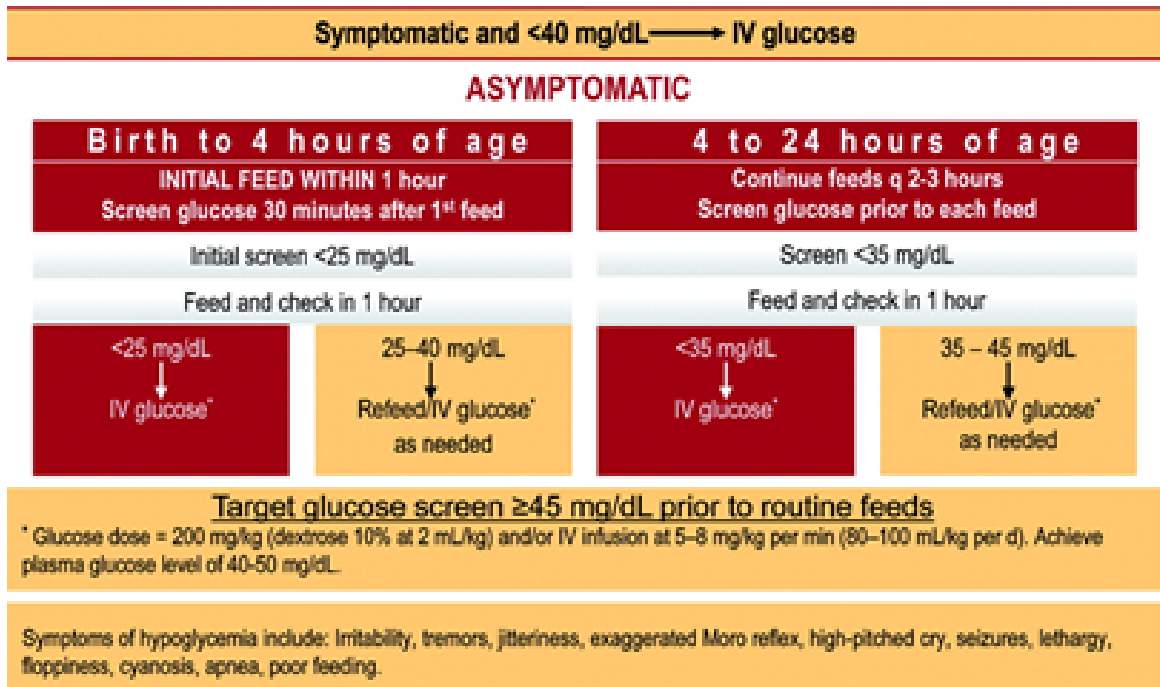 Symptomatic and <40 mg/dL → IV glucose
ASYMPTOMATIC
Birth to 4 hours of age
INITIAL FEED WITHIN 1 hour
Screen glucose 30 minutes after 1st feed
Initial screen <25 mg/dL
Feed and check in 1 hour
<25 mg/dL
IV glucose*
25–40 mg/dL
Refeed/IV glucose*
as needed
4 to 24 hours of age
Continue feeds q 2-3 hours
Screen glucose prior to each feed
Screen <35 mg/dL
Feed and check in 1 hour
<35 mg/dL
IV glucose*
35 – 45 mg/dL
Refeed/IV glucose*
as needed
Target glucose screen ≥45 mg/dL prior to routine feeds
* Glucose dose = 200 mg/kg (dextrose 10% at 2 mL/kg) and/or IV infusion at 5–8 mg/kg per min (80–100 mL/kg per d). Achieve
plasma glucose level of 40-50 mg/dL.
Symptoms of hypoglycemia include: Irritability, tremors, jitteriness, exaggerated Moro reflex, high-pitched cry, seizures, lethargy,
floppiness, cyanosis, apnea, poor feeding.